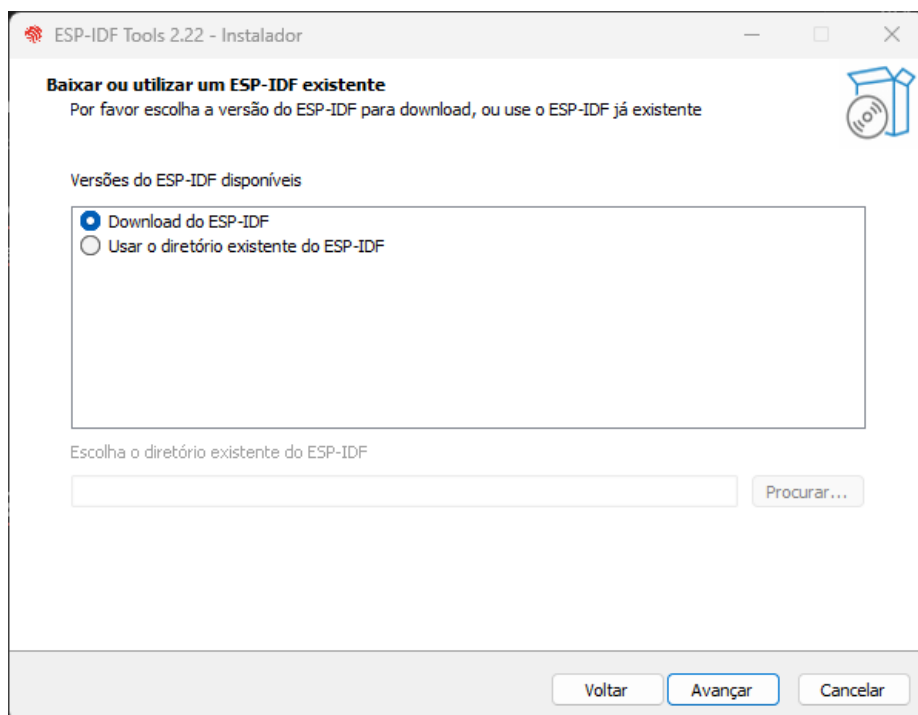 ESP-IDF Tools 2.22 - Instalador
Baixar ou utilizar um ESP-IDF existente
Por favor escolha a versão do ESP-IDF para download, ou use o ESP-IDF já existente
Versões do ESP-IDF disponíveis
Download do ESP-IDF
Usar o diretório existente do ESP-IDF
Escolha o diretório existente do ESP-IDF
Procurar...
Voltar
Avançar
Cancelar